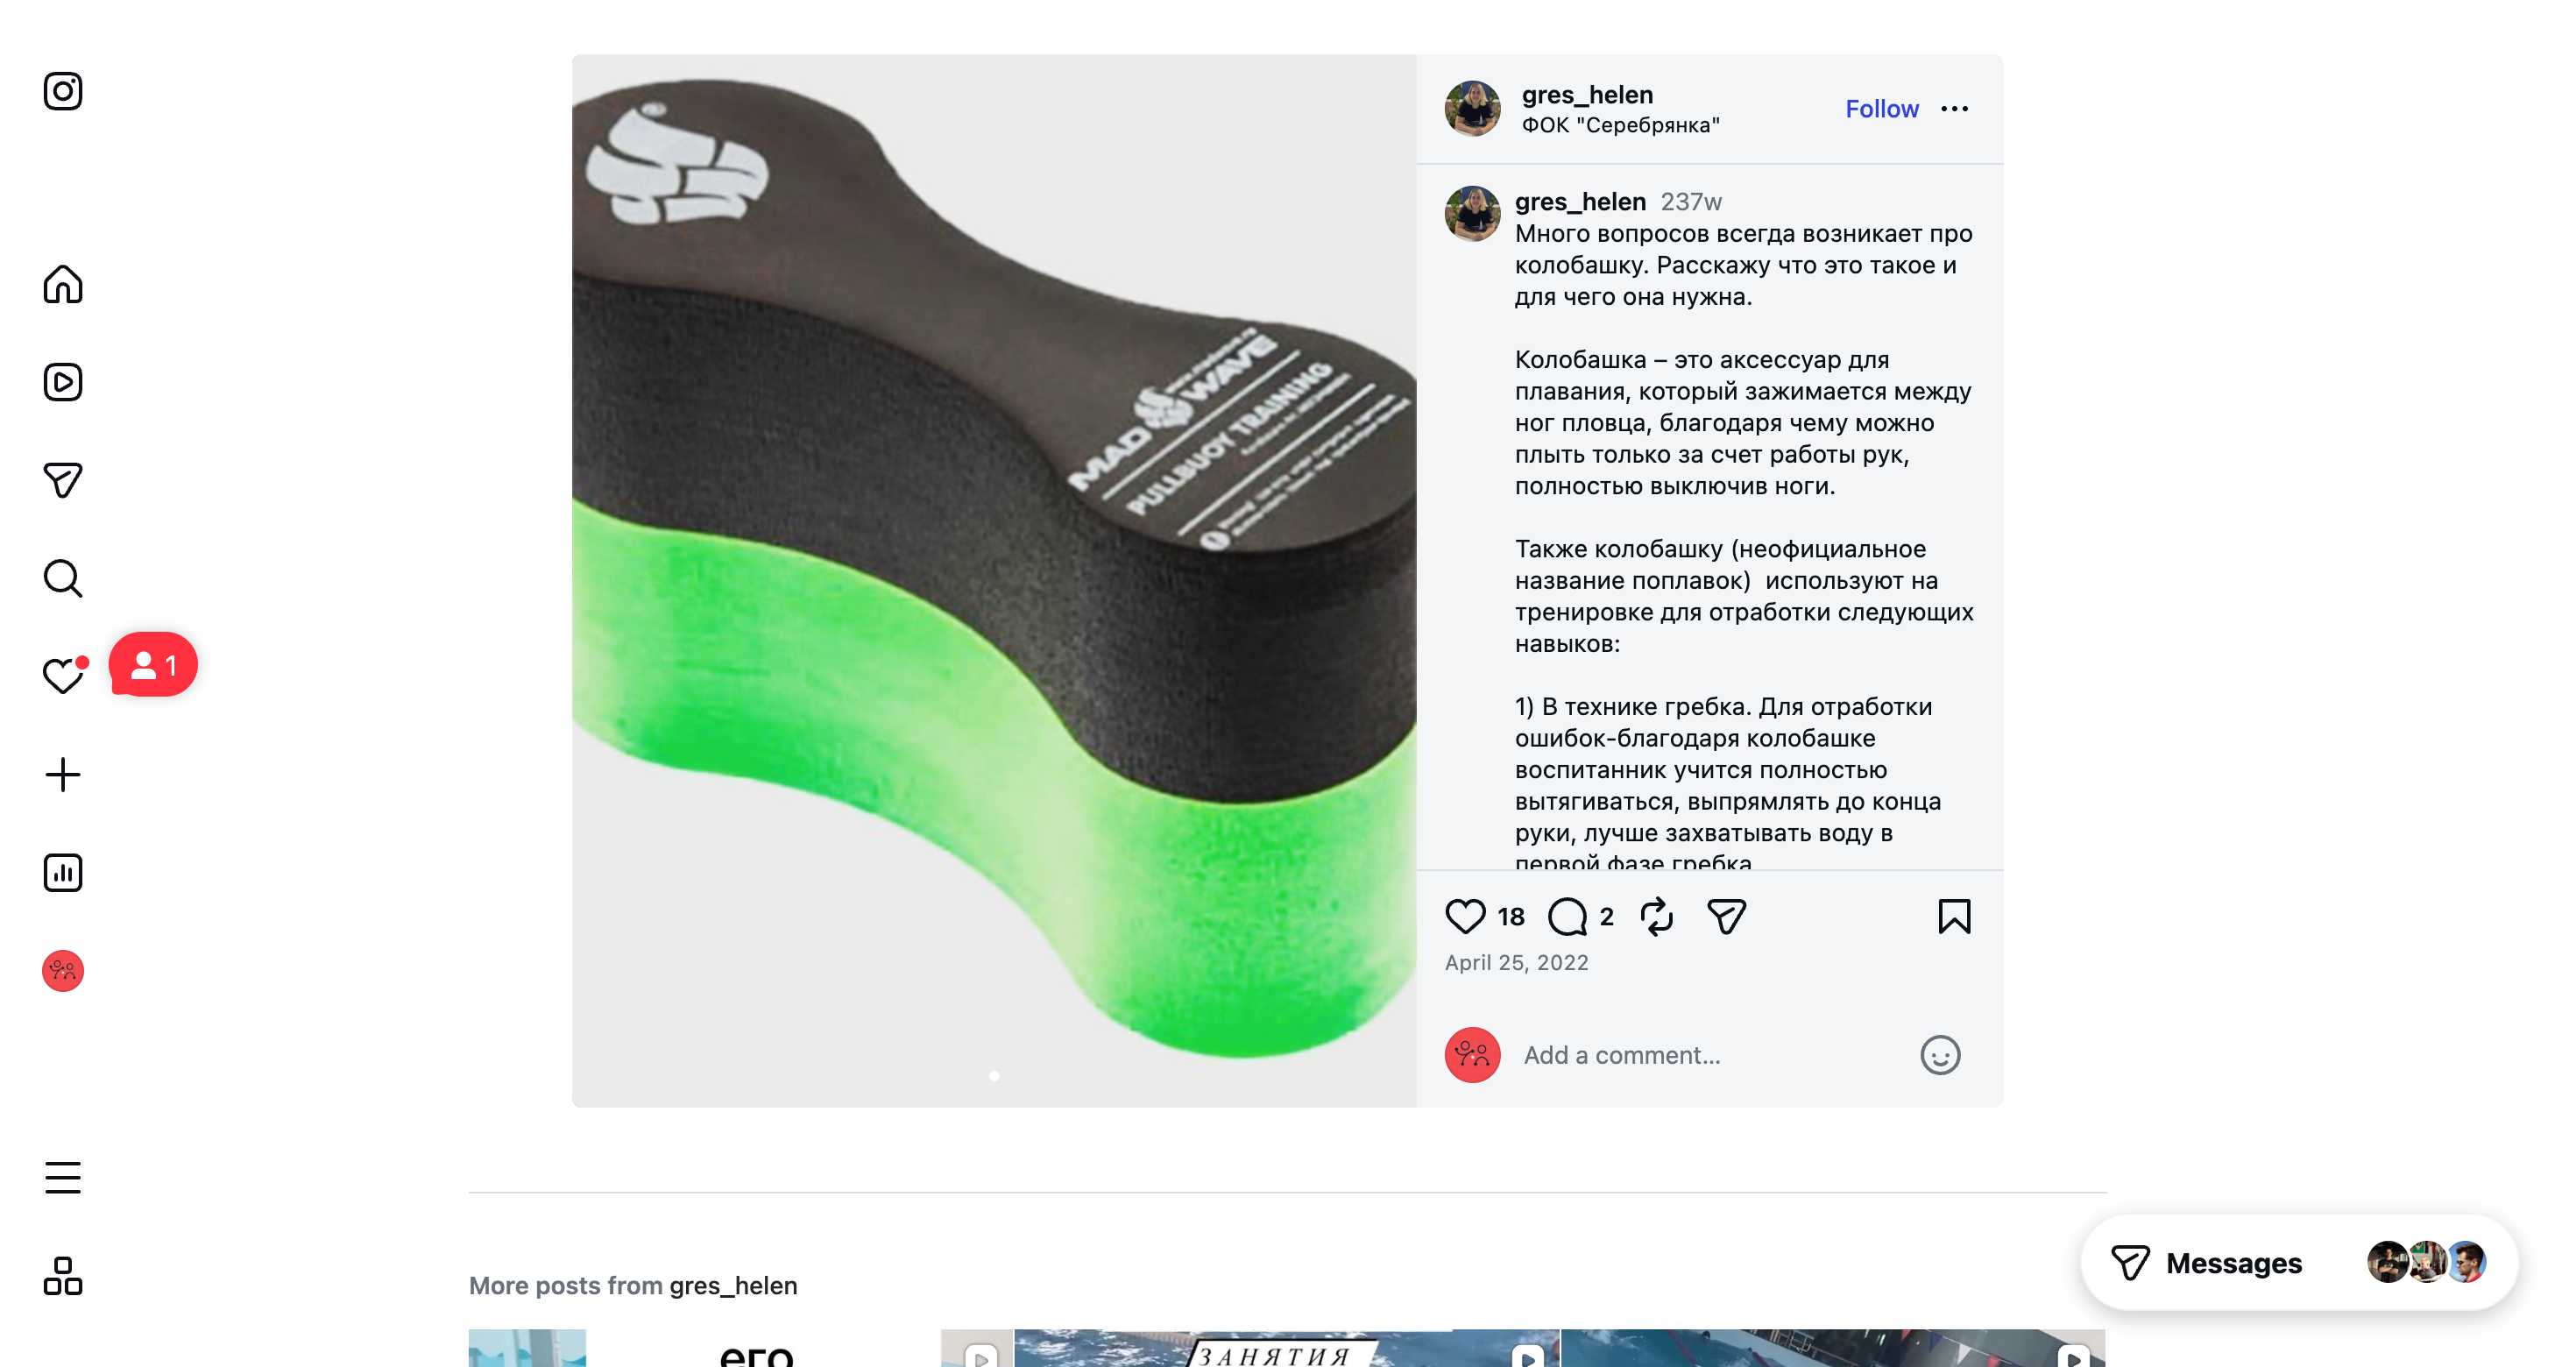 gres_helen
ФОК "Серебрянка"
Follow
gres_helen 237w
Много вопросов всегда возникает про
колобашку. Расскажу что это такое и
для чего она нужна.
Колобашка – это аксессуар для
плавания, который зажимается между
ног пловца, благодаря чему можно
плыть только за счет работы рук,
полностью выключив ноги.
Также колобашку (неофициальное
название поплавок)  используют на
тренировке для отработки следующих
навыков:
1) В технике гребка. Для отработки
ошибок-благодаря колобашке
воспитанник учится полностью
вытягиваться, выпрямлять до конца
руки, лучше захватывать воду в
первой фазе гребка
18 2
April 25, 2022
Add a comment...
MAD WAVE
PULLBUOY TRAINING
1
More posts from gres_helen
Messages
его
ЗАНЯТИЯ